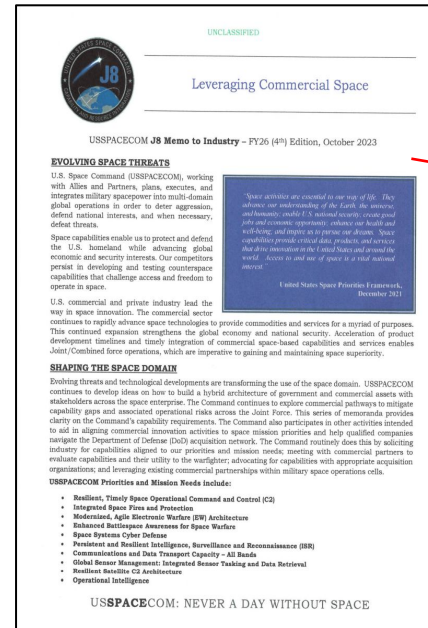 UNCLASSIFIED
UNITED STATES SPACE COMMAND
J8
Leveraging Commercial Space
USSPACECOM J8 Memo to Industry – FY26 (4th) Edition, October 2023
EVOLVING SPACE THREATS
U.S. Space Command (USSPACECOM), working
with Allies and Partners, plans, executes, and
integrates military spacepower into multi-domain
global operations in order to deter aggression,
defend national interests, and when necessary,
defeat threats.
Space capabilities enable us to protect and defend
the U.S. homeland while advancing global
economic and security interests. Our competitors
persist in developing and testing counterspace
capabilities that challenge access and freedom to
operate in space.
"Space activities are essential to our way of life. They
advance our understanding of the Earth, the universe,
and humanity; enable U.S. national security; create good
jobs and economic opportunity; enhance our health and
well-being; and inspire us to pursue our dreams. Space
capabilities provide critical data, products, and services
that drive innovation in the United States and around the
world. Access to and use of space is a vital national
interest."
United States Space Priorities Framework,
December 2021
U.S. commercial and private industry lead the
way in space innovation. The commercial sector
continues to rapidly advance space technologies to provide commodities and services for a myriad of purposes.
This continued expansion strengthens the global economy and national security. Acceleration of product
development timelines and timely integration of commercial space-based capabilities and services enables
Joint/Combined force operations, which are imperative to gaining and maintaining space superiority.
SHAPING THE SPACE DOMAIN
Evolving threats and technological developments are transforming the use of the space domain. USSPACECOM
continues to develop ideas on how to build a hybrid architecture of government and commercial assets with
stakeholders across the space enterprise. The Command continues to explore commercial pathways to mitigate
capability gaps and associated operational risks across the Joint Force. This series of memoranda provides
clarity on the Command's capability requirements. The Command also participates in other activities intended
to aid in aligning commercial innovation activities to space mission priorities and help qualified companies
navigate the Department of Defense (DoD) acquisition network. The Command routinely does this by soliciting
industry for capabilities aligned to our priorities and mission needs; meeting with commercial partners to
evaluate capabilities and their utility to the warfighter; advocating for capabilities with appropriate acquisition
organizations; and leveraging existing commercial partnerships within military space operations cells.
USSPACECOM Priorities and Mission Needs include:
• Resilient, Timely Space Operational Command and Control (C2)
• Integrated Space Fires and Protection
• Modernized, Agile Electronic Warfare (EW) Architecture
• Enhanced Battlespace Awareness for Space Warfare
• Space Systems Cyber Defense
• Persistent and Resilient Intelligence, Surveillance and Reconnaissance (ISR)
• Communications and Data Transport Capacity – All Bands
• Global Sensor Management: Integrated Sensor Tasking and Data Retrieval
• Resilient Satellite C2 Architecture
• Operational Intelligence
USSPACECOM: NEVER A DAY WITHOUT SPACE